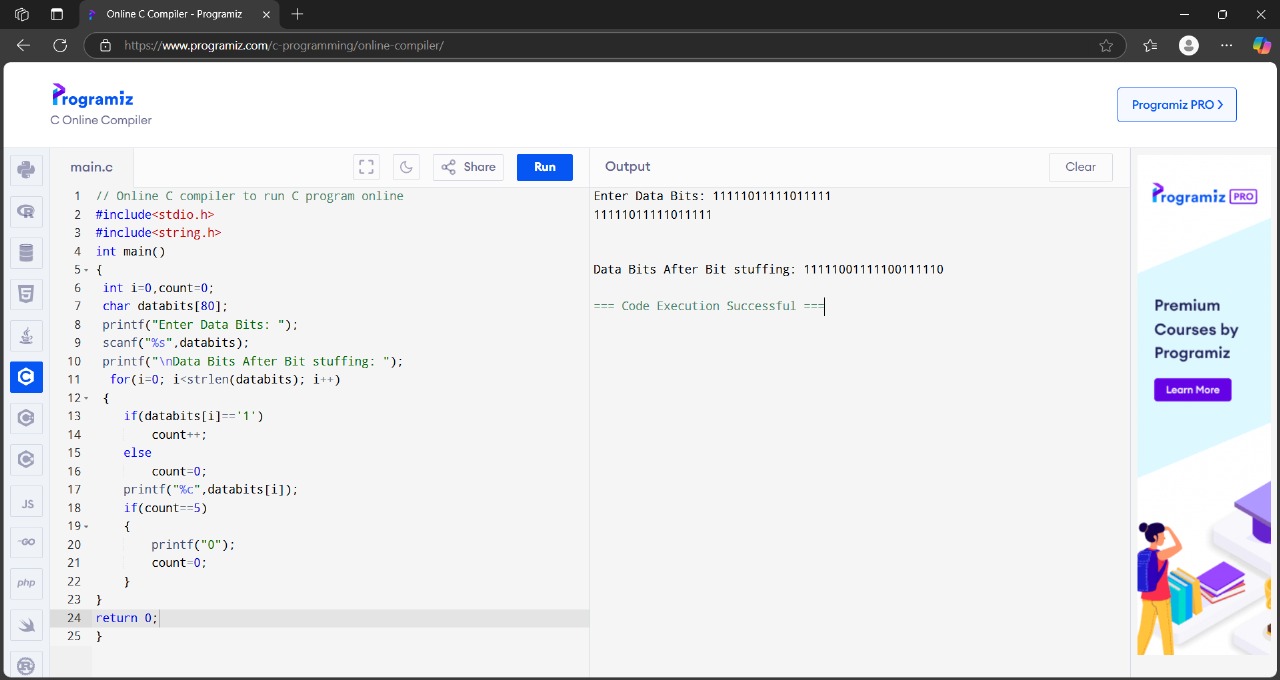 Online C Compiler - Programiz
https://www.programiz.com/c-programming/online-compiler/
Programiz
C Online Compiler
Programiz PRO >
main.c
Share
Run
Output
Clear
1 // Online C compiler to run C program online
2 #include<stdio.h>
3 #include<string.h>
4 int main()
5 {
6 int i=0,count=0;
7 char databits[80];
8 printf("Enter Data Bits: ");
9 scanf("%s",databits);
10 printf("\nData Bits After Bit stuffing: ");
11 for(i=0; i<strlen(databits); i++)
12 {
13 if(databits[i]=='1')
14 count++;
15 else
16 count=0;
17 printf("%c",databits[i]);
18 if(count==5)
19 {
20 printf("0");
21 count=0;
22 }
23 }
24 return 0;
25 }
Enter Data Bits: 11111011111011111
11111011111011111
Data Bits After Bit stuffing: 11111001111100111110
=== Code Execution Successful ===
JS
GO
php
Programiz PRO
Premium
Courses by
Programiz
Learn More